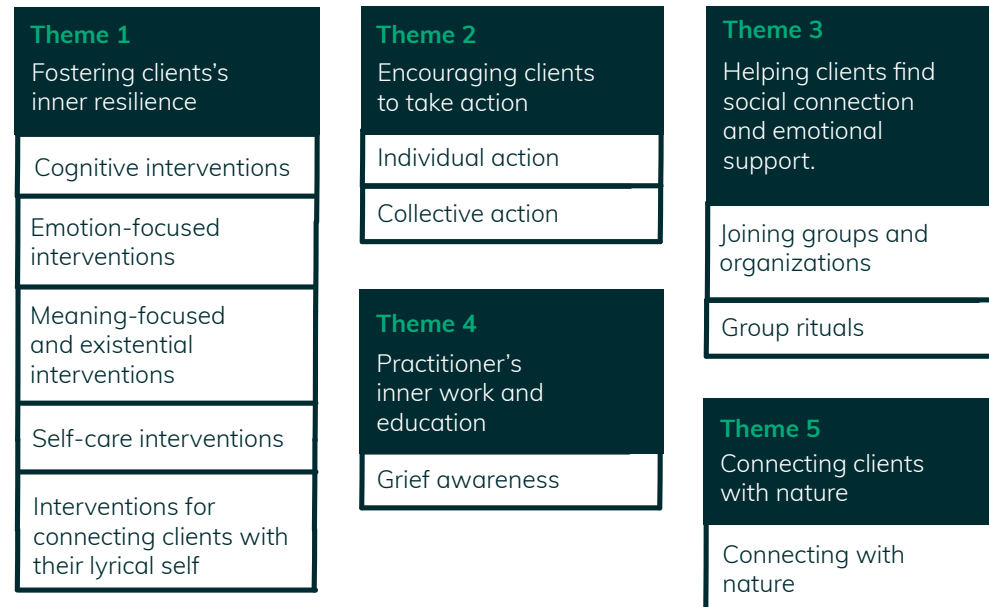 Theme 1
Fostering clients's
inner resilience
Cognitive interventions
Emotion-focused
interventions
Meaning-focused
and existential
interventions
Self-care interventions
Interventions for
connecting clients with
their lyrical self
Theme 2
Encouraging clients
to take action
Individual action
Collective action
Theme 3
Helping clients find
social connection
and emotional
support.
Joining groups and
organizations
Group rituals
Theme 4
Practitioner's
inner work and
education
Grief awareness
Theme 5
Connecting clients
with nature
Connecting with
nature